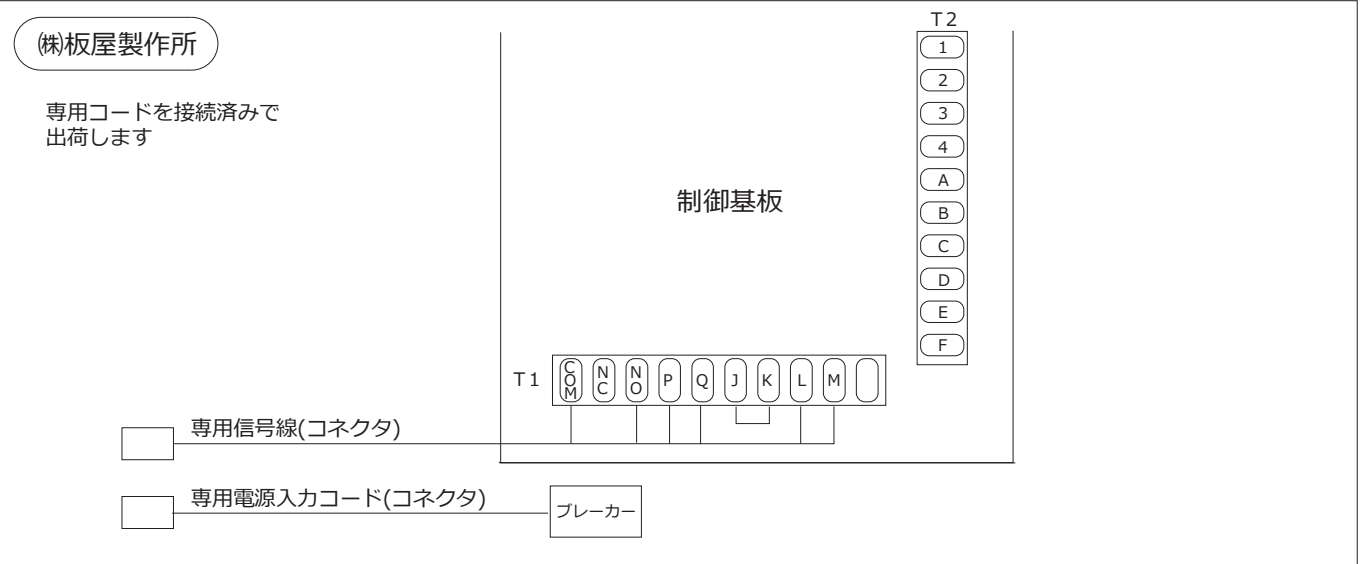 ㈱板屋製作所
専用コードを接続済みで
出荷します
制御基板
T2
1
2
3
4
A
B
C
D
E
F
T1
COM
NC
NO
P
Q
J
K
L
M
専用信号線(コネクタ)
専用電源入力コード(コネクタ)
ブレーカー